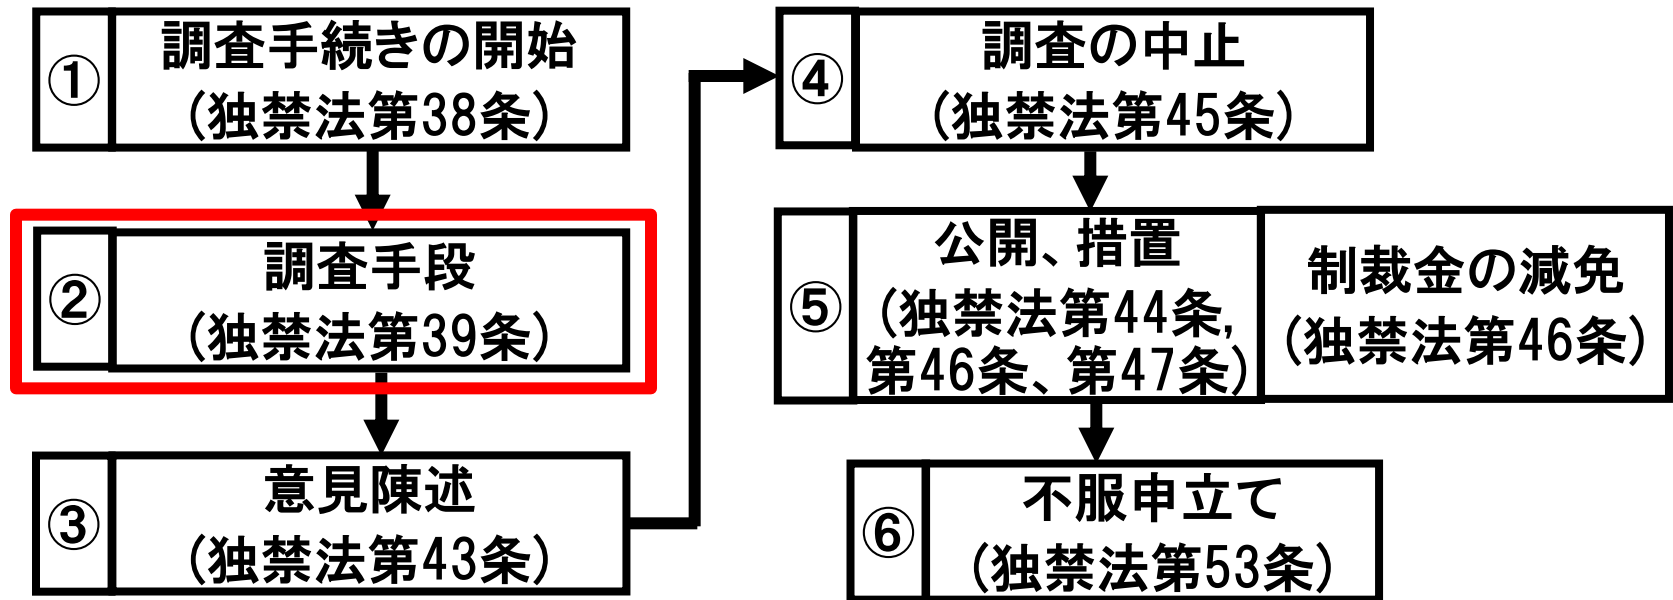 ①
調査手続きの開始
(独禁法第38条)
②
調査手段
(独禁法第39条)
③
意見陳述
(独禁法第43条)
④
調査の中止
(独禁法第45条)
⑤
公開、措置
(独禁法第44条,
第46条、第47条)
制裁金の減免
(独禁法第46条)
⑥
不服申立て
(独禁法第53条)